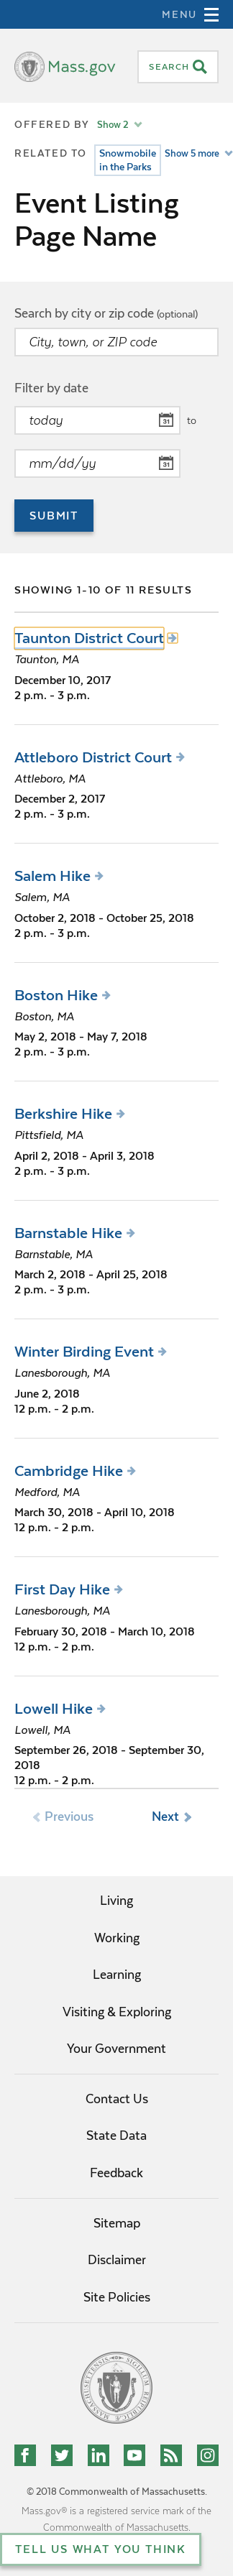 MENU
Mass.gov
SEARCH
OFFERED BY Show 2
RELATED TO Snowmobile in the Parks Show 5 more
Event Listing
Page Name
Search by city or zip code (optional)
City, town, or ZIP code
Filter by date
today
31
to
mm/dd/yy
31
SUBMIT
SHOWING 1-10 OF 11 RESULTS
Taunton District Court
Taunton, MA
December 10, 2017
2 p.m. - 3 p.m.
Attleboro District Court
Attleboro, MA
December 2, 2017
2 p.m. - 3 p.m.
Salem Hike
Salem, MA
October 2, 2018 - October 25, 2018
2 p.m. - 3 p.m.
Boston Hike
Boston, MA
May 2, 2018 - May 7, 2018
2 p.m. - 3 p.m.
Berkshire Hike
Pittsfield, MA
April 2, 2018 - April 3, 2018
2 p.m. - 3 p.m.
Barnstable Hike
Barnstable, MA
March 2, 2018 - April 25, 2018
2 p.m. - 3 p.m.
Winter Birding Event
Lanesborough, MA
June 2, 2018
12 p.m. - 2 p.m.
Cambridge Hike
Medford, MA
March 30, 2018 - April 10, 2018
12 p.m. - 2 p.m.
First Day Hike
Lanesborough, MA
February 30, 2018 - March 10, 2018
12 p.m. - 2 p.m.
Lowell Hike
Lowell, MA
September 26, 2018 - September 30,
2018
12 p.m. - 2 p.m.
Previous
Next
Living
Working
Learning
Visiting & Exploring
Your Government
Contact Us
State Data
Feedback
Sitemap
Disclaimer
Site Policies
© 2018 Commonwealth of Massachusetts.
Mass.gov® is a registered service mark of the
Commonwealth of Massachusetts.
TELL US WHAT YOU THINK